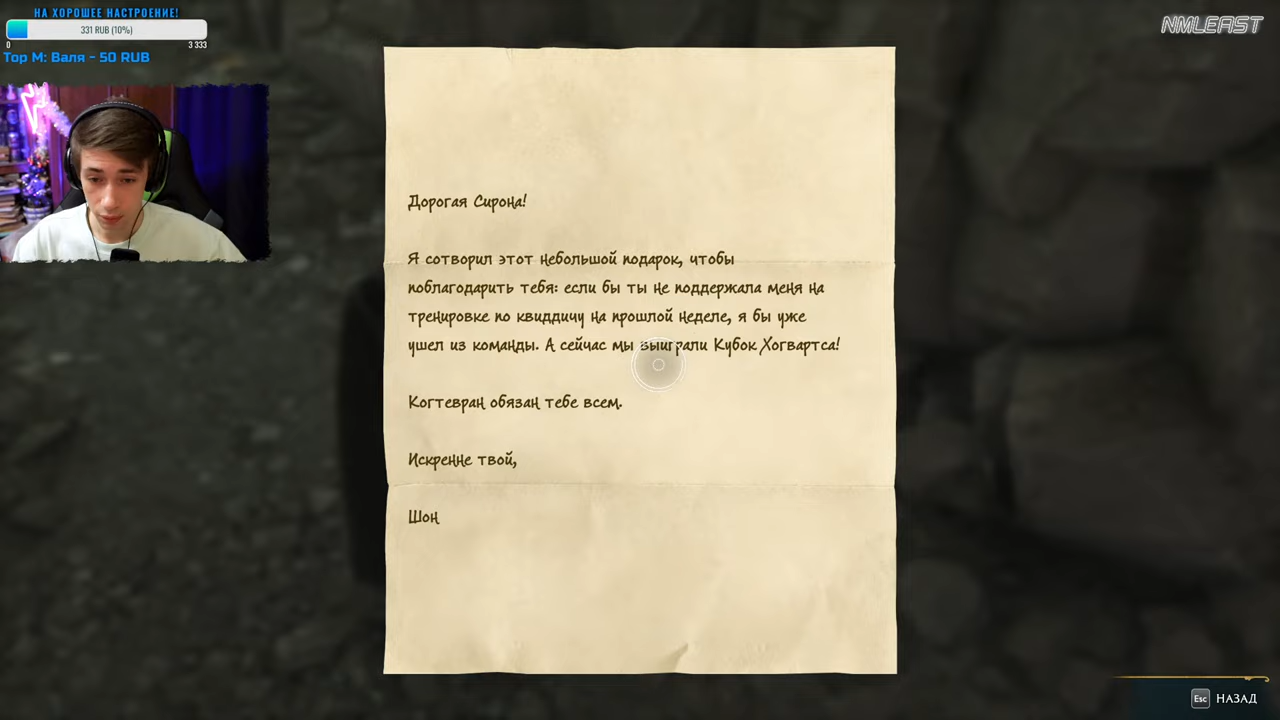 НА ХОРОШЕЕ НАСТРОЕНИЕ!
331 RUB (10%)
0
3 333
Top M: Валя - 50 RUB
NMLEAST
Дорогая Сирона!
Я сотворил этот небольшой подарок, чтобы
поблагодарить тебя: если бы ты не поддержала меня на
тренировке по квиддичу на прошлой неделе, я бы уже
ушел из команды. А сейчас мы выиграли Кубок Хогвартса!
Когтевран обязан тебе всем.
Искренне твой,
Шон
Esc НАЗАД